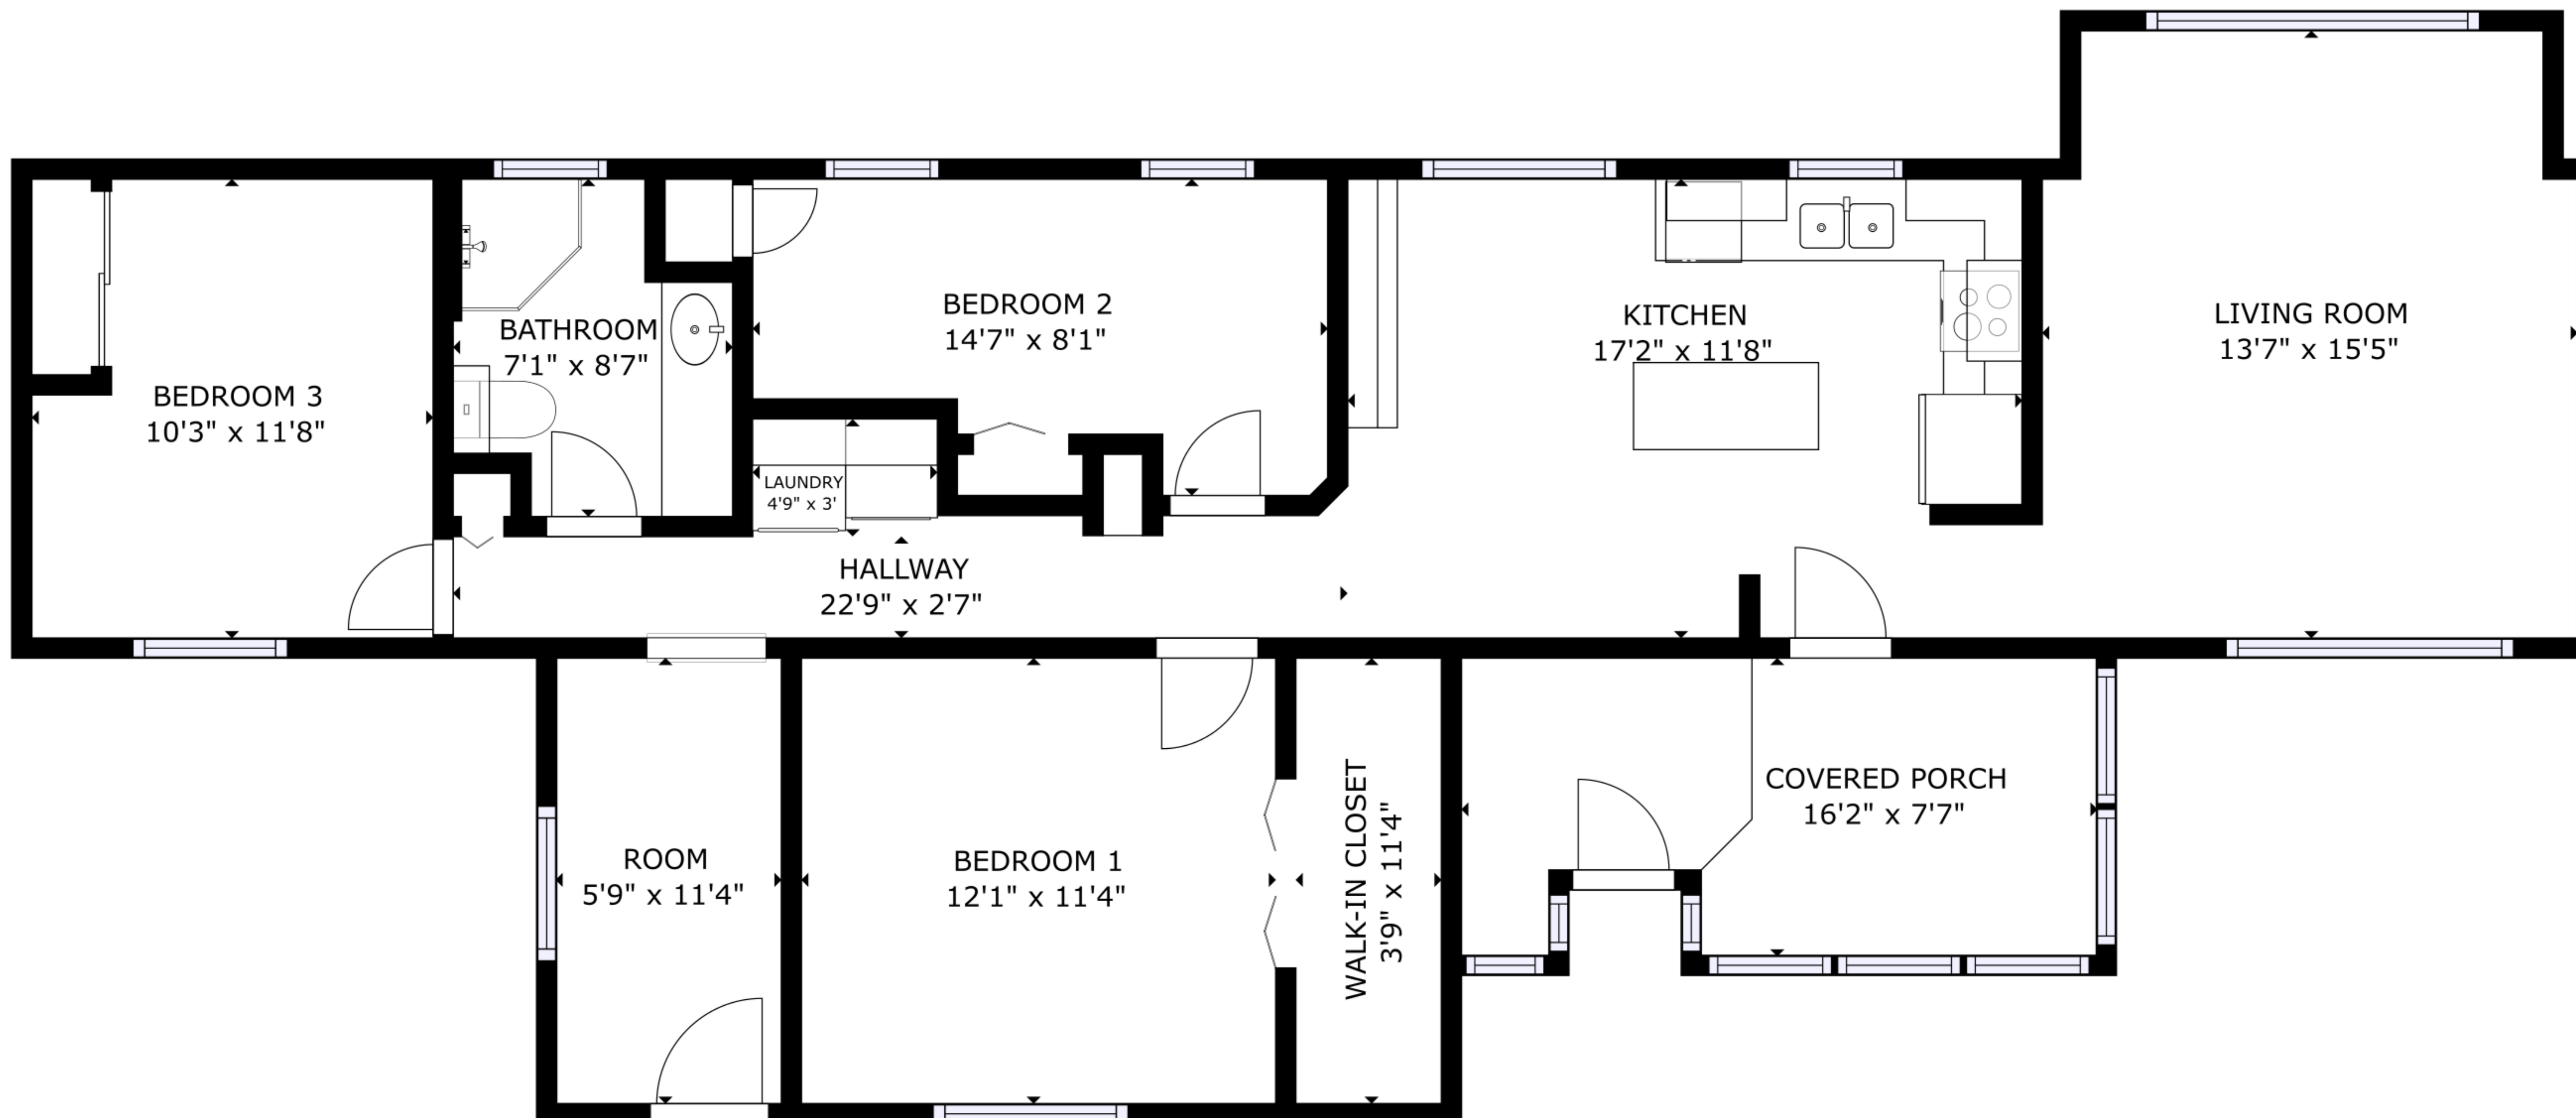 BEDROOM 3
10'3" x 11'8"
BATHROOM
7'1" x 8'7"
BEDROOM 2
14'7" x 8'1"
LAUNDRY
4'9" x 3'
HALLWAY
22'9" x 2'7"
KITCHEN
17'2" x 11'8"
LIVING ROOM
13'7" x 15'5"
ROOM
5'9" x 11'4"
BEDROOM 1
12'1" x 11'4"
WALK-IN CLOSET
3'9" x 11'4"
COVERED PORCH
16'2" x 7'7"